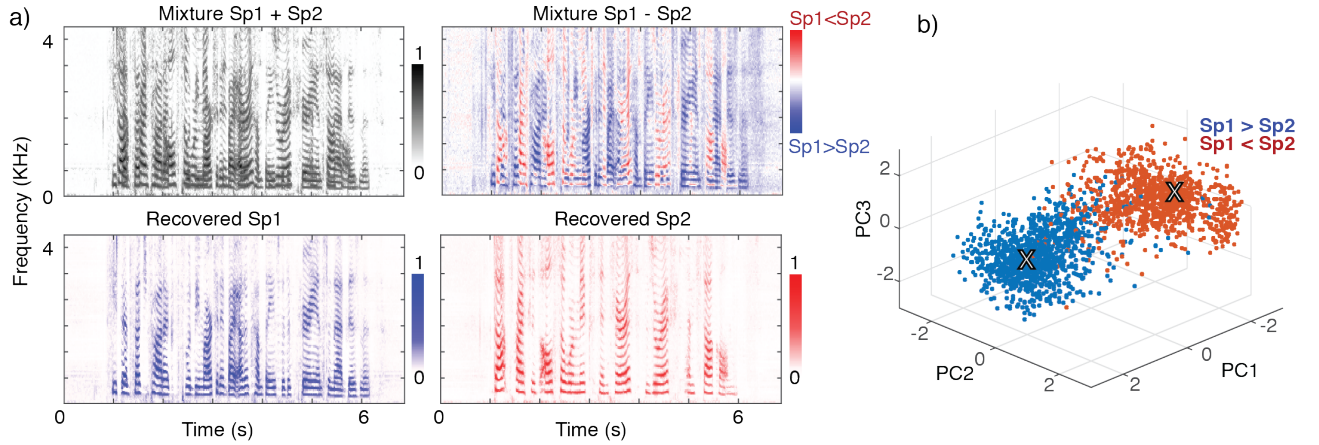 a)
Mixture Sp1 + Sp2
4
0
1
0
Mixture Sp1 - Sp2
Sp1<Sp2
Sp1>Sp2
Frequency (KHz)
Recovered Sp1
4
1
0
0
6
Time (s)
Recovered Sp2
1
0
0
6
Time (s)
b)
Sp1 > Sp2
Sp1 < Sp2
PC3
2
0
-2
-2
0
2
PC2
2
0
-2
PC1
X
X